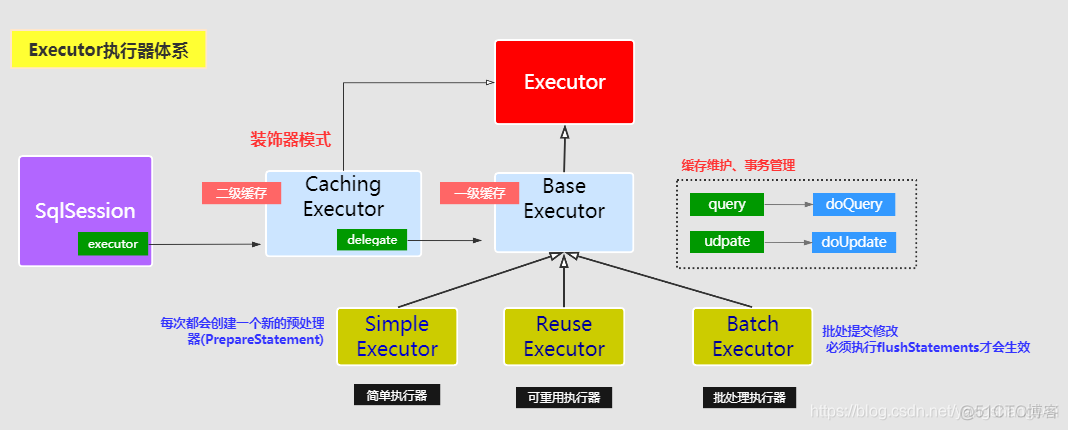 Executor执行器体系
Executor
装饰器模式
缓存维护、事务管理
SqlSession
executor
二级缓存
Caching
Executor
delegate
一级缓存
Base
Executor
query
doQuery
udpate
doUpdate
每次都会创建一个新的预处理
器(PrepareStatement)
Simple
Executor
Reuse
Executor
Batch
Executor
批处提交修改
必须执行flushStatements才会生效
简单执行器
可重用执行器
批处理执行器
https://blog.csdn.net/
@51CTO博客